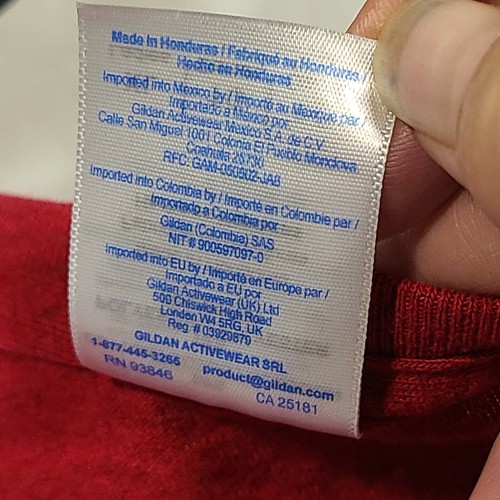 Made in Honduras / Fabriqué au Honduras /
Hecho en Honduras
Imported into Mexico by / Importé au Mexique par /
Importado a México por
Gildan Activewear Mexico S.A. de C.V.
Calle San Miguel 1001 Colonia El Pueblo Monclova
Coahuila 25730
RFC. GAM-050502-JA8
Imported into Colombia by / Importé en Colombie par /
Importado a Colombia por
Gildan (Colombia) SAS
NIT # 900597097-0
Imported into EU by / Importé en Europe par /
Importado a EU por
Gildan Activewear (UK) Ltd
500 Chiswick High Road
London W4 5RG, UK
Reg. # 03929879
GILDAN ACTIVEWEAR SRL
1-877-445-3265 product@gildan.com
RN 93846 CA 25181